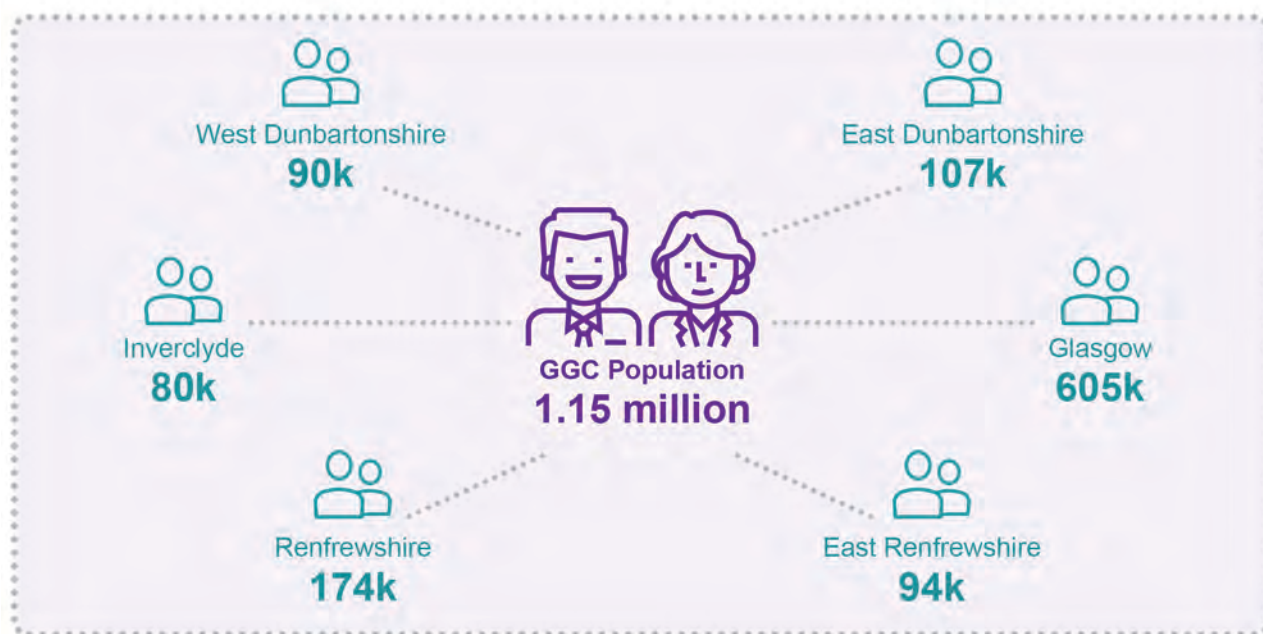 West Dunbartonshire
90k
East Dunbartonshire
107k
Inverclyde
80k
GGC Population
1.15 million
Glasgow
605k
Renfrewshire
174k
East Renfrewshire
94k